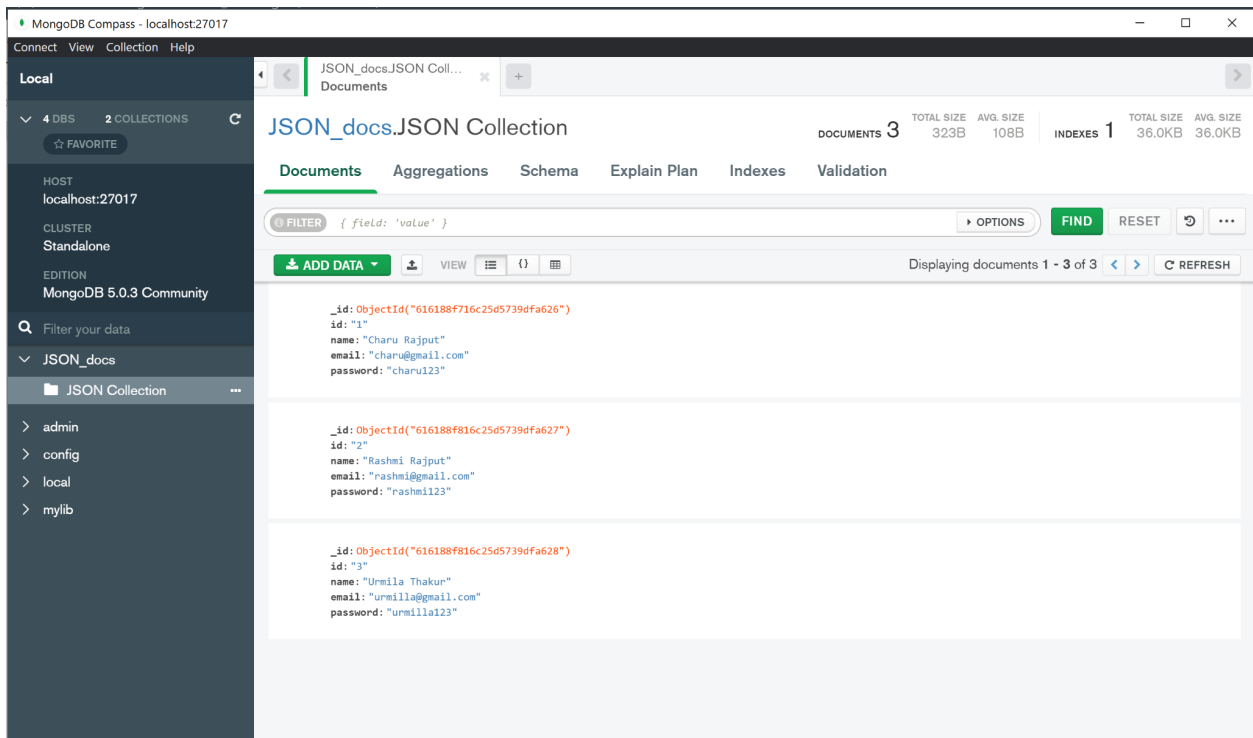 MongoDB Compass - localhost:27017
Connect View Collection Help
Local
4 DBS 2 COLLECTIONS
FAVORITE
HOST
localhost:27017
CLUSTER
Standalone
EDITION
MongoDB 5.0.3 Community
Filter your data
JSON_docs
JSON Collection
admin
config
local
mylib
JSON_docs.JSON Coll...
Documents
JSON_docs.JSON Collection
DOCUMENTS 3 TOTAL SIZE 323B AVG. SIZE 108B INDEXES 1 TOTAL SIZE 36.0KB AVG. SIZE 36.0KB
Documents Aggregations Schema Explain Plan Indexes Validation
FILTER { field: 'value' } OPTIONS FIND RESET
ADD DATA VIEW {} Displaying documents 1 - 3 of 3 REFRESH
_id: ObjectId("616188f716c25d5739dfa626")
id: "1"
name: "Charu Rajput"
email: "charu@gmail.com"
password: "charu123"
_id: ObjectId("616188f816c25d5739dfa627")
id: "2"
name: "Rashmi Rajput"
email: "rashmi@gmail.com"
password: "rashmi123"
_id: ObjectId("616188f816c25d5739dfa628")
id: "3"
name: "Urmila Thakur"
email: "urmilla@gmail.com"
password: "urmilla123"